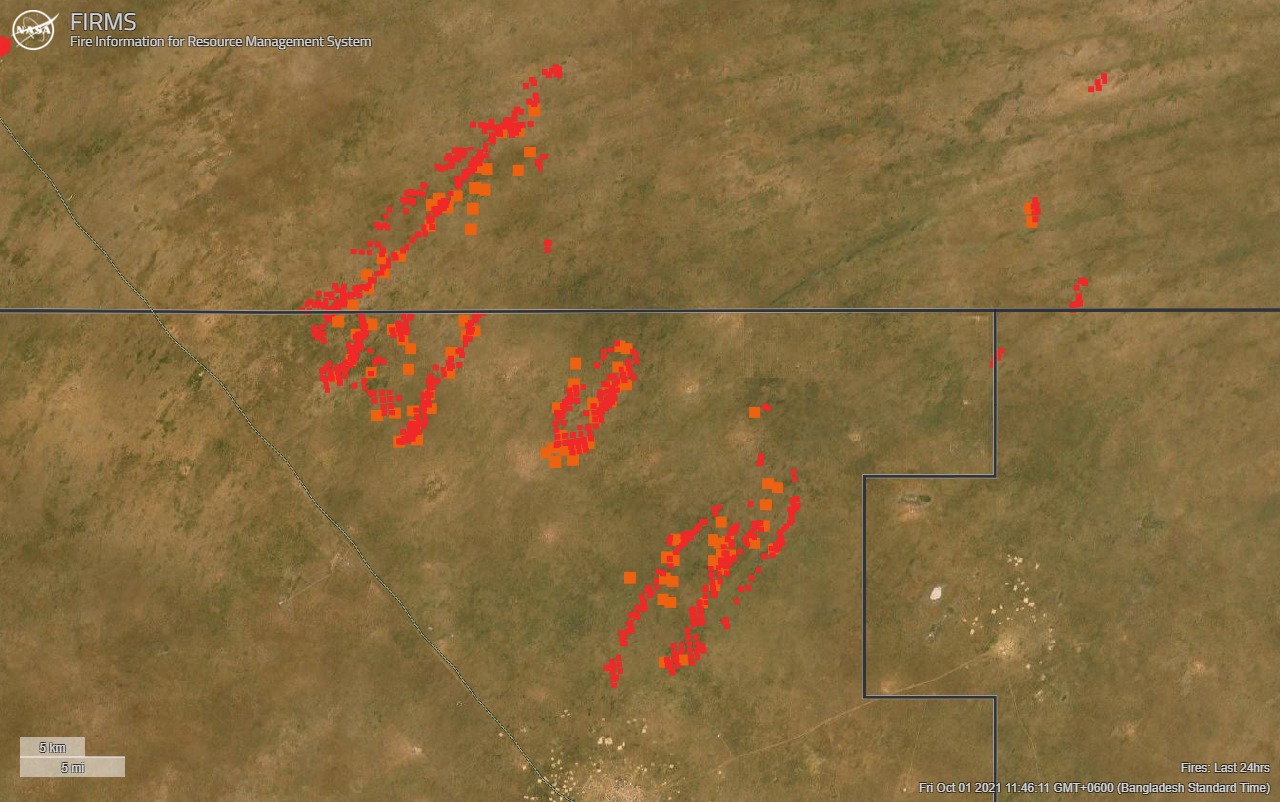 NASA
FIRMS
Fire Information for Resource Management System
5 km
5 mi
Fires: Last 24hrs
Fri Oct 01 2021 11:46:11 GMT+0600 (Bangladesh Standard Time)